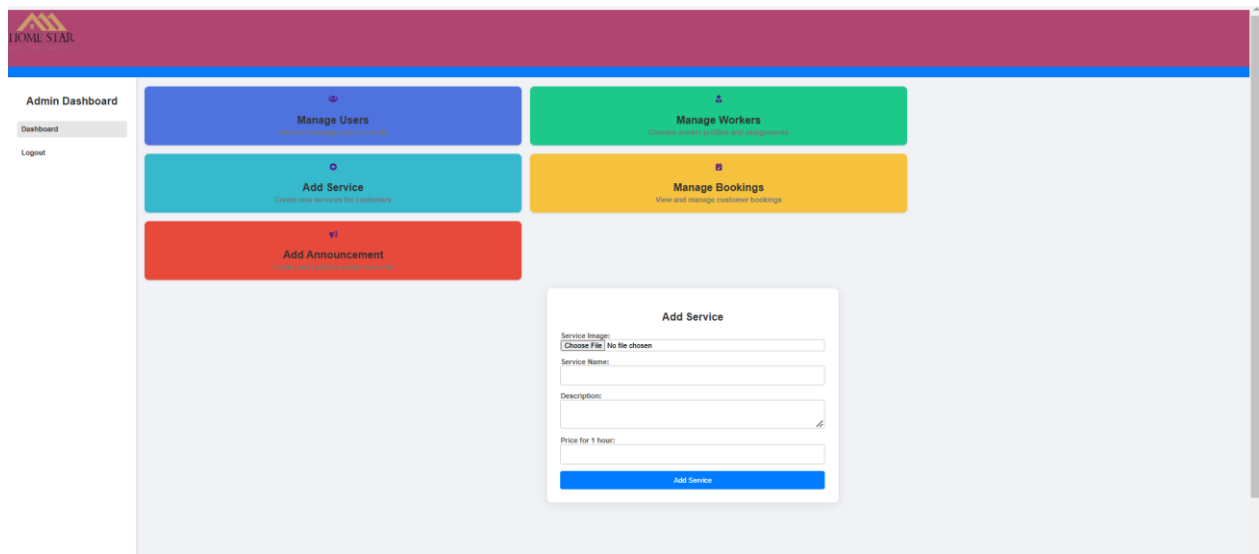 HOME STAR
Admin Dashboard
Dashboard
Logout
Manage Users
Manage Workers
Oversee worker profiles and assignments
Add Service
Create new services for customers
Manage Bookings
View and manage customer bookings
Add Announcement
Add Service
Service Image:
Choose File No file chosen
Service Name:
Description:
Price for 1 hour:
Add Service